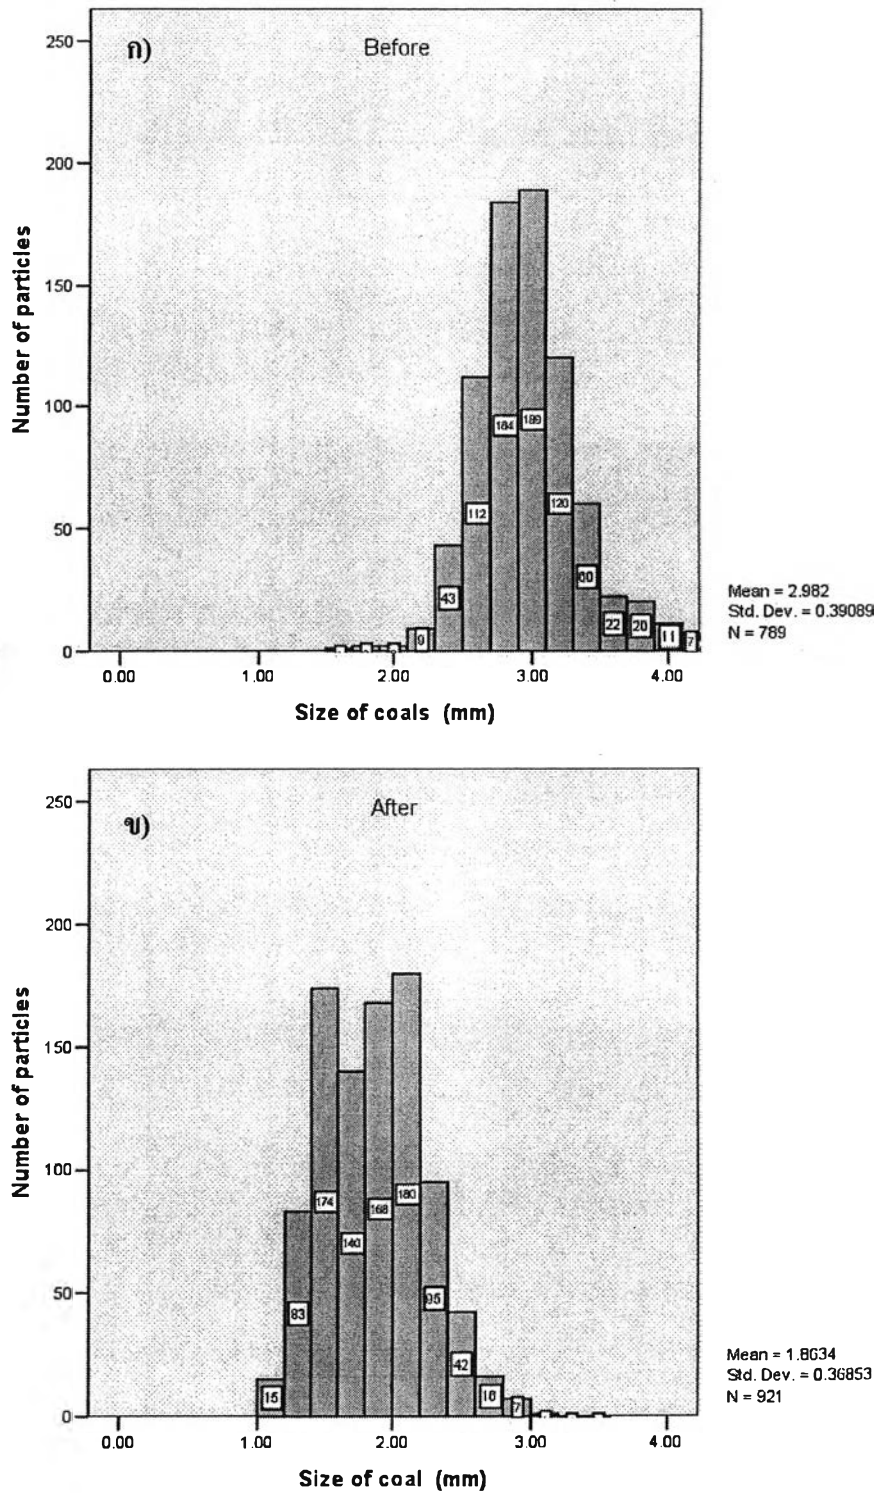 ก) Before
250
200
150
100
50
0
Number of particles
9
43
112
184
189
120
60
22
20
11
7
0.00 1.00 2.00 3.00 4.00
Size of coals (mm)
Mean = 2.982
Std. Dev. = 0.39089
N = 789
ข) After
250
200
150
100
50
0
Number of particles
15
83
174
140
168
180
95
42
16
7
0.00 1.00 2.00 3.00 4.00
Size of coal (mm)
Mean = 1.8634
Std. Dev. = 0.36853
N = 921